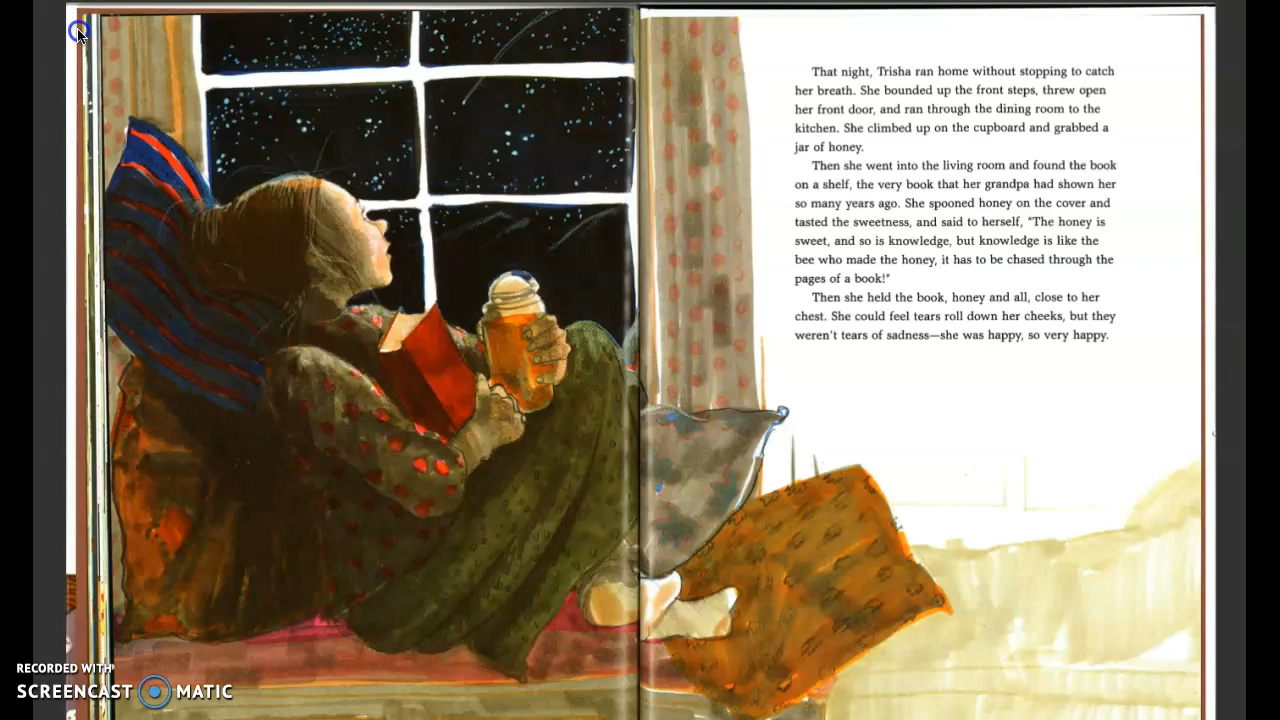 That night, Trisha ran home without stopping to catch
her breath. She bounded up the front steps, threw open
her front door, and ran through the dining room to the
kitchen. She climbed up on the cupboard and grabbed a
jar of honey.
Then she went into the living room and found the book
on a shelf, the very book that her grandpa had shown her
so many years ago. She spooned honey on the cover and
tasted the sweetness, and said to herself, “The honey is
sweet, and so is knowledge, but knowledge is like the
bee who made the honey, it has to be chased through the
pages of a book!”
Then she held the book, honey and all, close to her
chest. She could feel tears roll down her cheeks, but they
weren’t tears of sadness—she was happy, so very happy.
RECORDED WITH
SCREENCAST MATIC